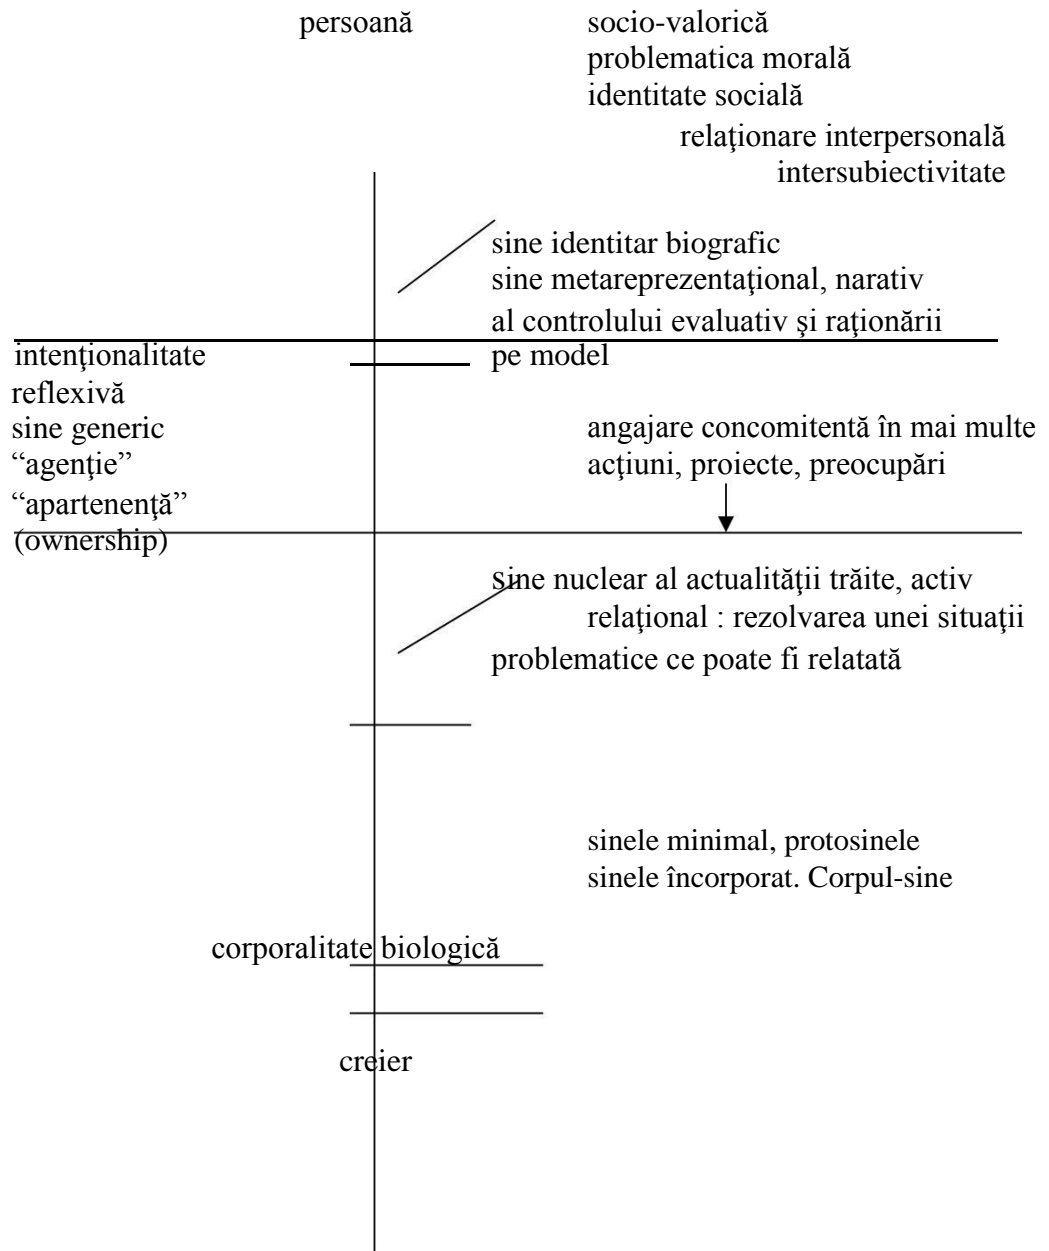 persoană
socio-valorică
problematica morală
identitate socială
relaţionare interpersonală
intersubiectivitate
sine identitar biografic
sine metareprezentaţional, narativ
al controlului evaluativ şi raţionării
pe model
intenţionalitate
reflexivă
sine generic
“agenţie”
“apartenenţă”
(ownership)
angajare concomitentă în mai multe
acţiuni, proiecte, preocupări
sine nuclear al actualităţii trăite, activ
relaţional : rezolvarea unei situaţii
problematice ce poate fi relatată
sinele minimal, protosinele
sinele încorporat. Corpul-sine
corporalitate biologică
creier